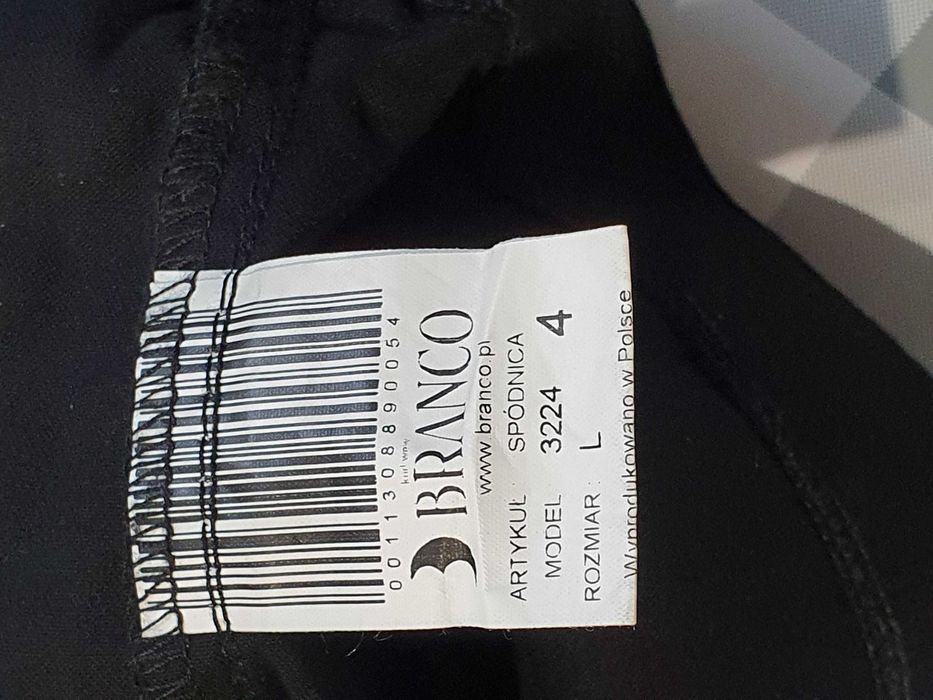 0011308890054
BRANCO
www.branco.pl
ARTYKUŁ: SPÓDNICA
MODEL 3224 4
ROZMIAR: L
Wyprodukowano w Polsce